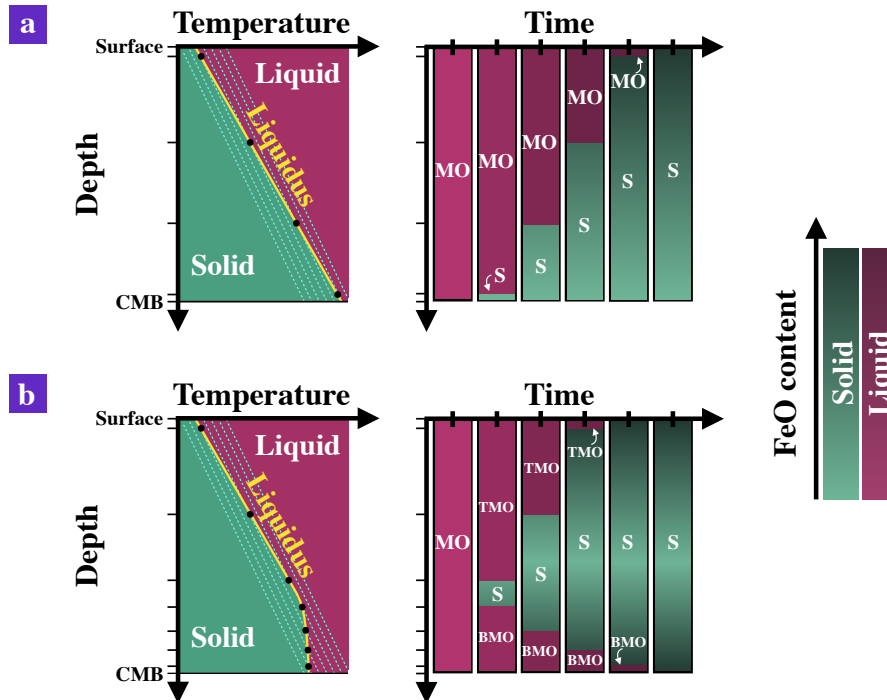 a
Temperature
Time
Surface
Depth
CMB
Liquid
Liquidus
Solid
MO
MO
S
MO
S
MO
S
MO
S
S
b
Temperature
Time
Surface
Depth
CMB
Liquid
Liquidus
Solid
MO
TMO
S
BMO
TMO
S
BMO
TMO
S
BMO
S
BMO
S
FeO content
Solid
Liquid